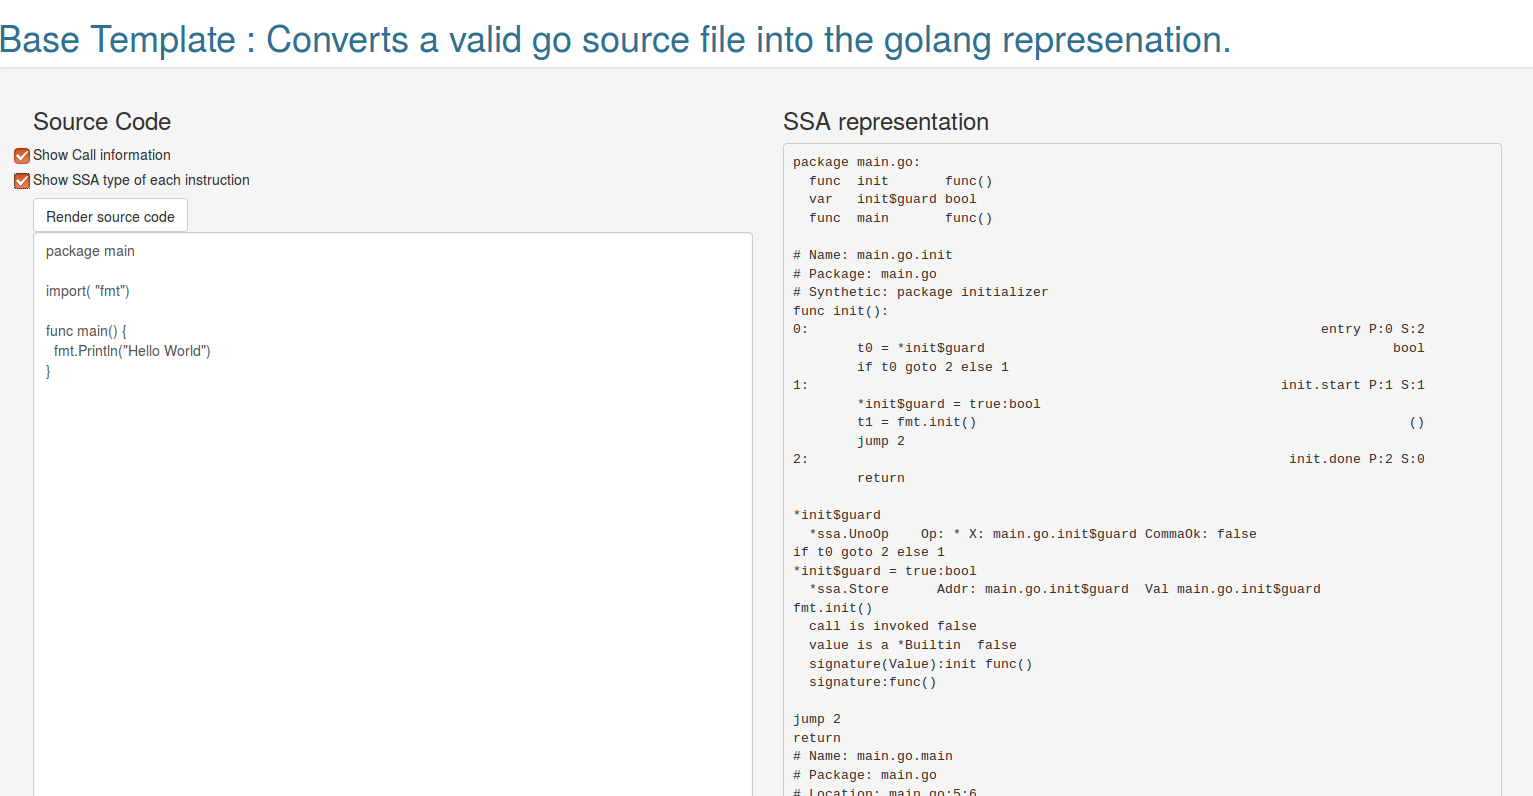 Base Template : Converts a valid go source file into the golang represenation.
Source Code
Show Call information
Show SSA type of each instruction
Render source code
package main
import( "fmt")
func main() {
  fmt.Println("Hello World")
}
SSA representation
package main.go:
  func  init       func()
  var   init$guard bool
  func  main       func()
# Name: main.go.init
# Package: main.go
# Synthetic: package initializer
func init():
0:                                                                entry P:0 S:2
        t0 = *init$guard                                                   bool
        if t0 goto 2 else 1
1:                                                           init.start P:1 S:1
        *init$guard = true:bool
        t1 = fmt.init()                                                      ()
        jump 2
2:                                                            init.done P:2 S:0
        return
*init$guard
  *ssa.UnoOp    Op: * X: main.go.init$guard CommaOk: false
if t0 goto 2 else 1
*init$guard = true:bool
  *ssa.Store      Addr: main.go.init$guard  Val main.go.init$guard
fmt.init()
  call is invoked false
  value is a *Builtin  false
  signature(Value):init func()
  signature:func()
jump 2
return
# Name: main.go.main
# Package: main.go
# Location: main.go:5:6